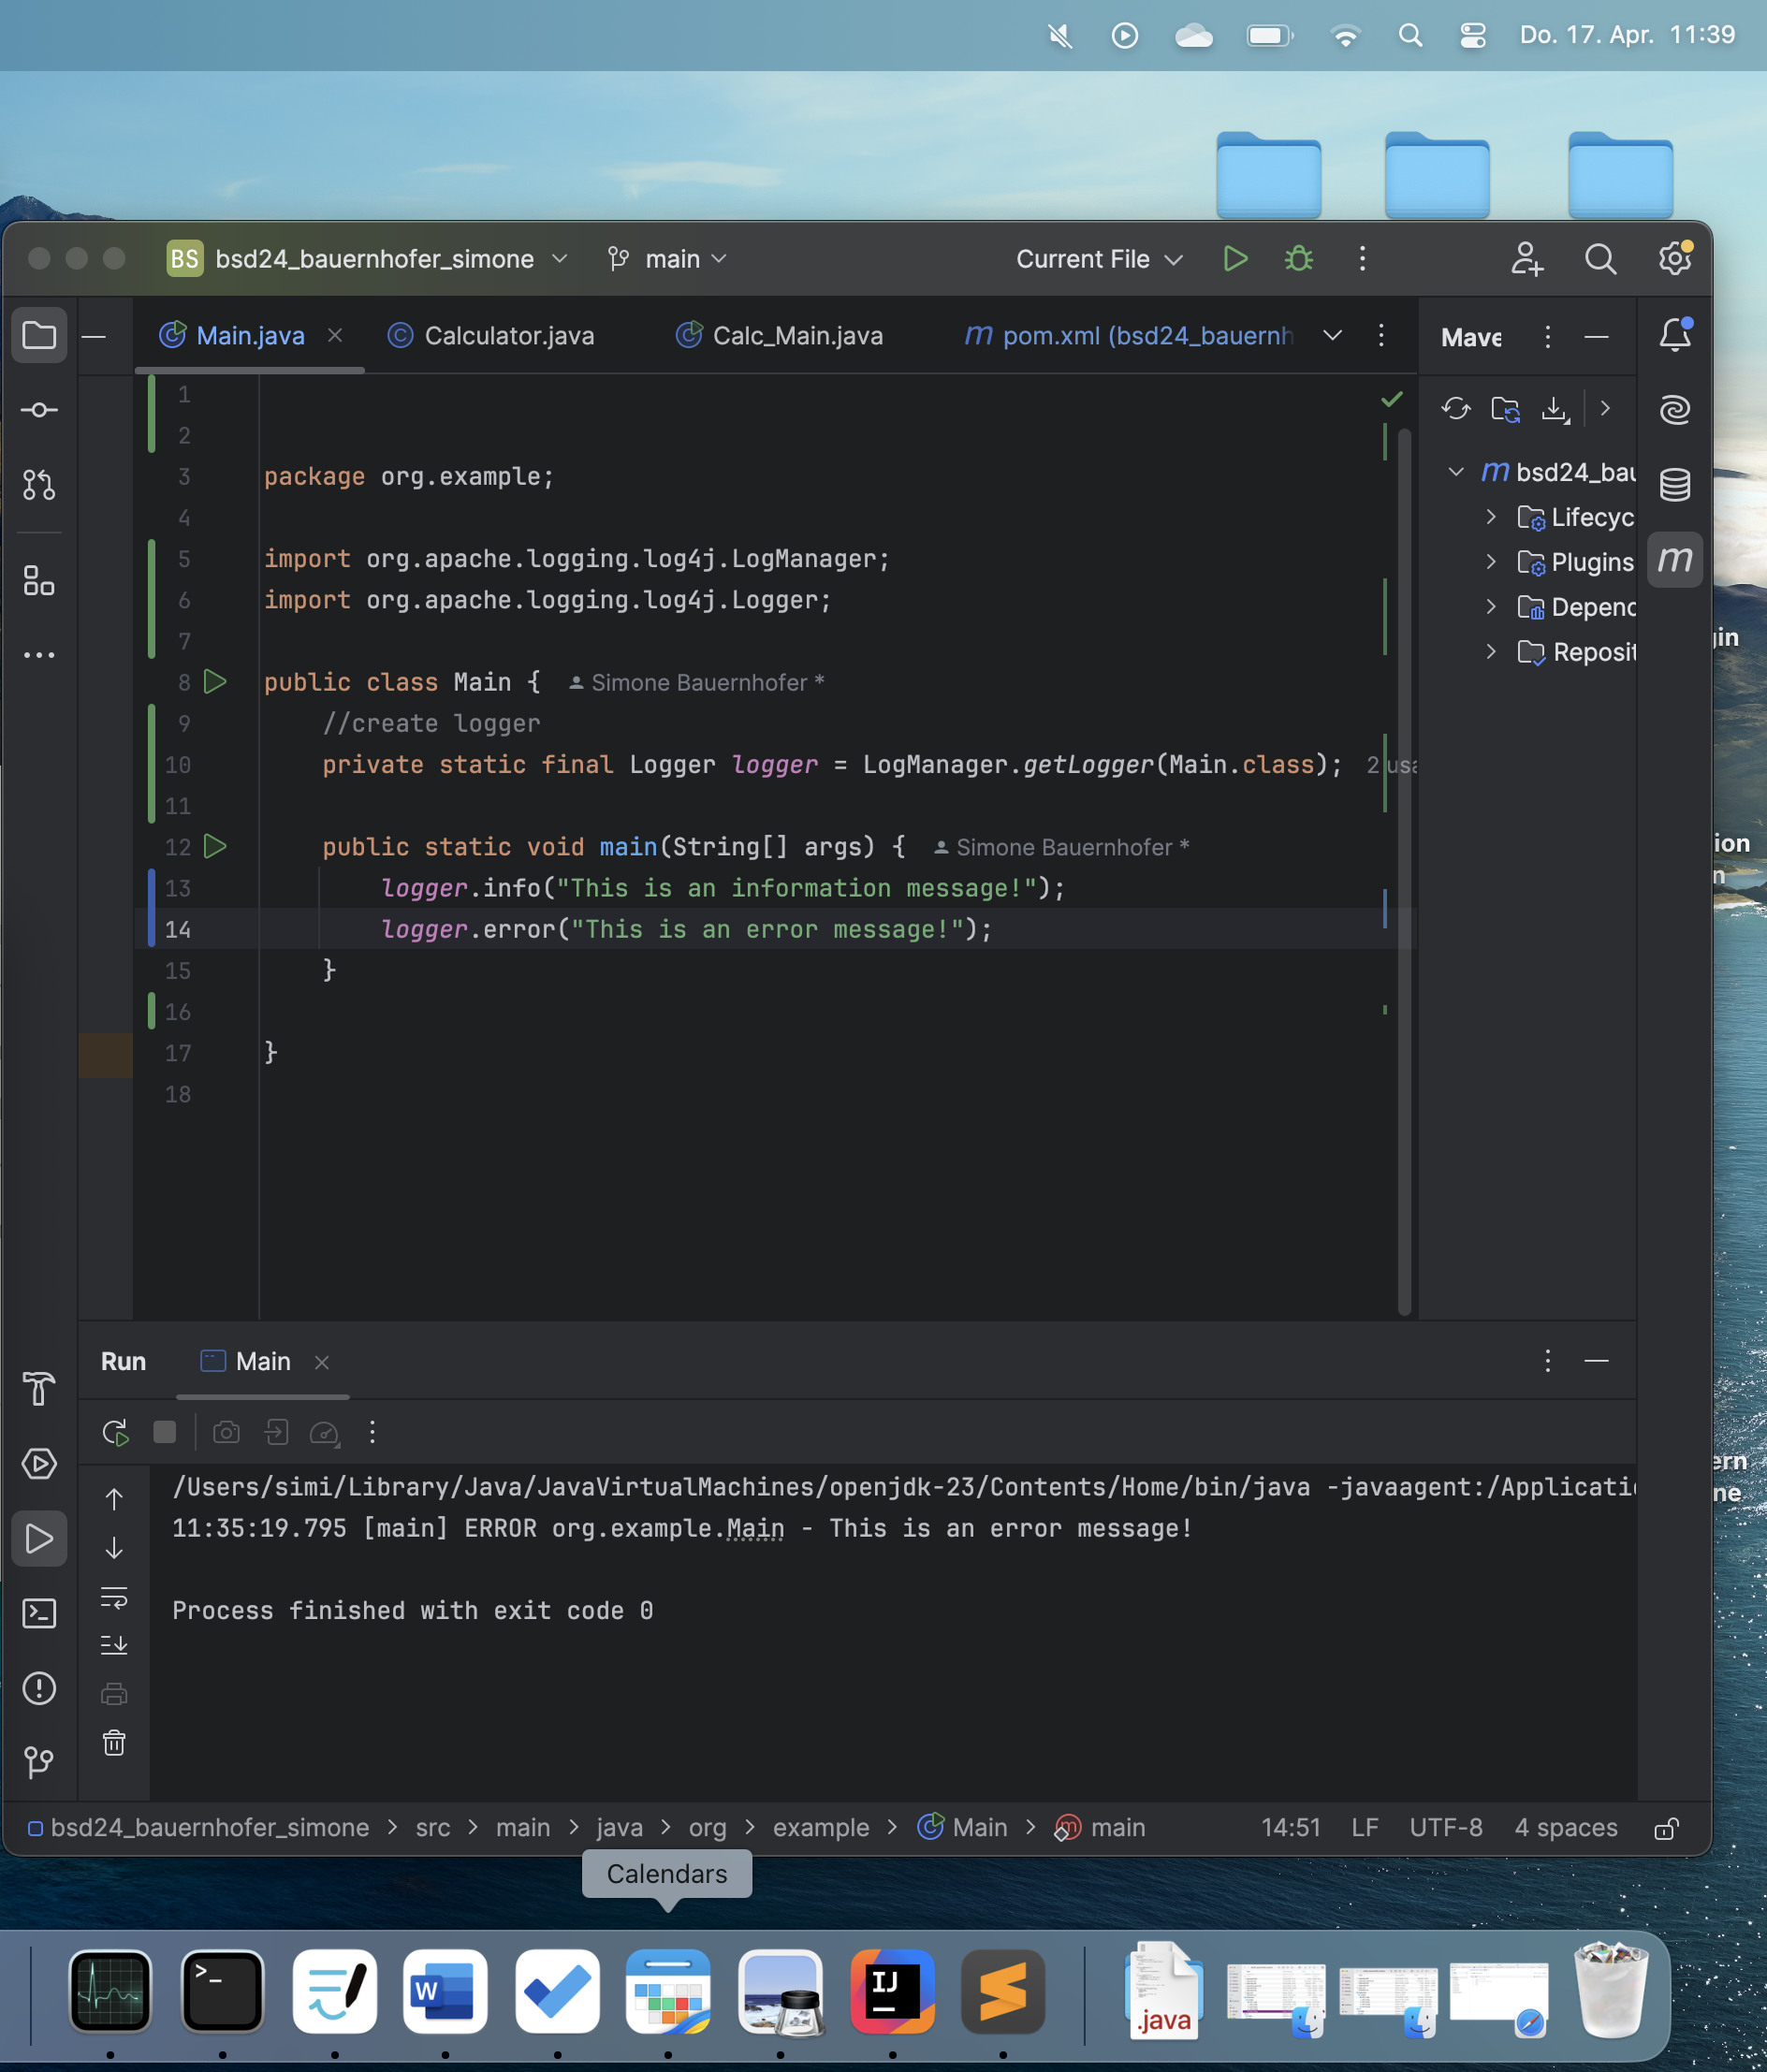 Do. 17. Apr. 11:39
BS bsd24_bauernhofer_simone main Current File
Main.java Calculator.java Calc_Main.java m pom.xml (bsd24_bauernh
Mave
1
2
3 package org.example;
4
5 import org.apache.logging.log4j.LogManager;
6 import org.apache.logging.log4j.Logger;
7
8 public class Main { Simone Bauernhofer *
9 //create logger
10 private static final Logger logger = LogManager.getLogger(Main.class); 2 usa
11
12 public static void main(String[] args) { Simone Bauernhofer *
13 logger.info("This is an information message!");
14 logger.error("This is an error message!");
15 }
16
17 }
18
m bsd24_bau
Lifecyc
Plugins
Depend
Reposit
m
gin
ion
n
ern
ne
Run Main
/Users/simi/Library/Java/JavaVirtualMachines/openjdk-23/Contents/Home/bin/java -javaagent:/Applicatio
11:35:19.795 [main] ERROR org.example.Main - This is an error message!
Process finished with exit code 0
bsd24_bauernhofer_simone > src > main > java > org > example > Main > main 14:51 LF UTF-8 4 spaces
Calendars
>_
W
IJ
.java